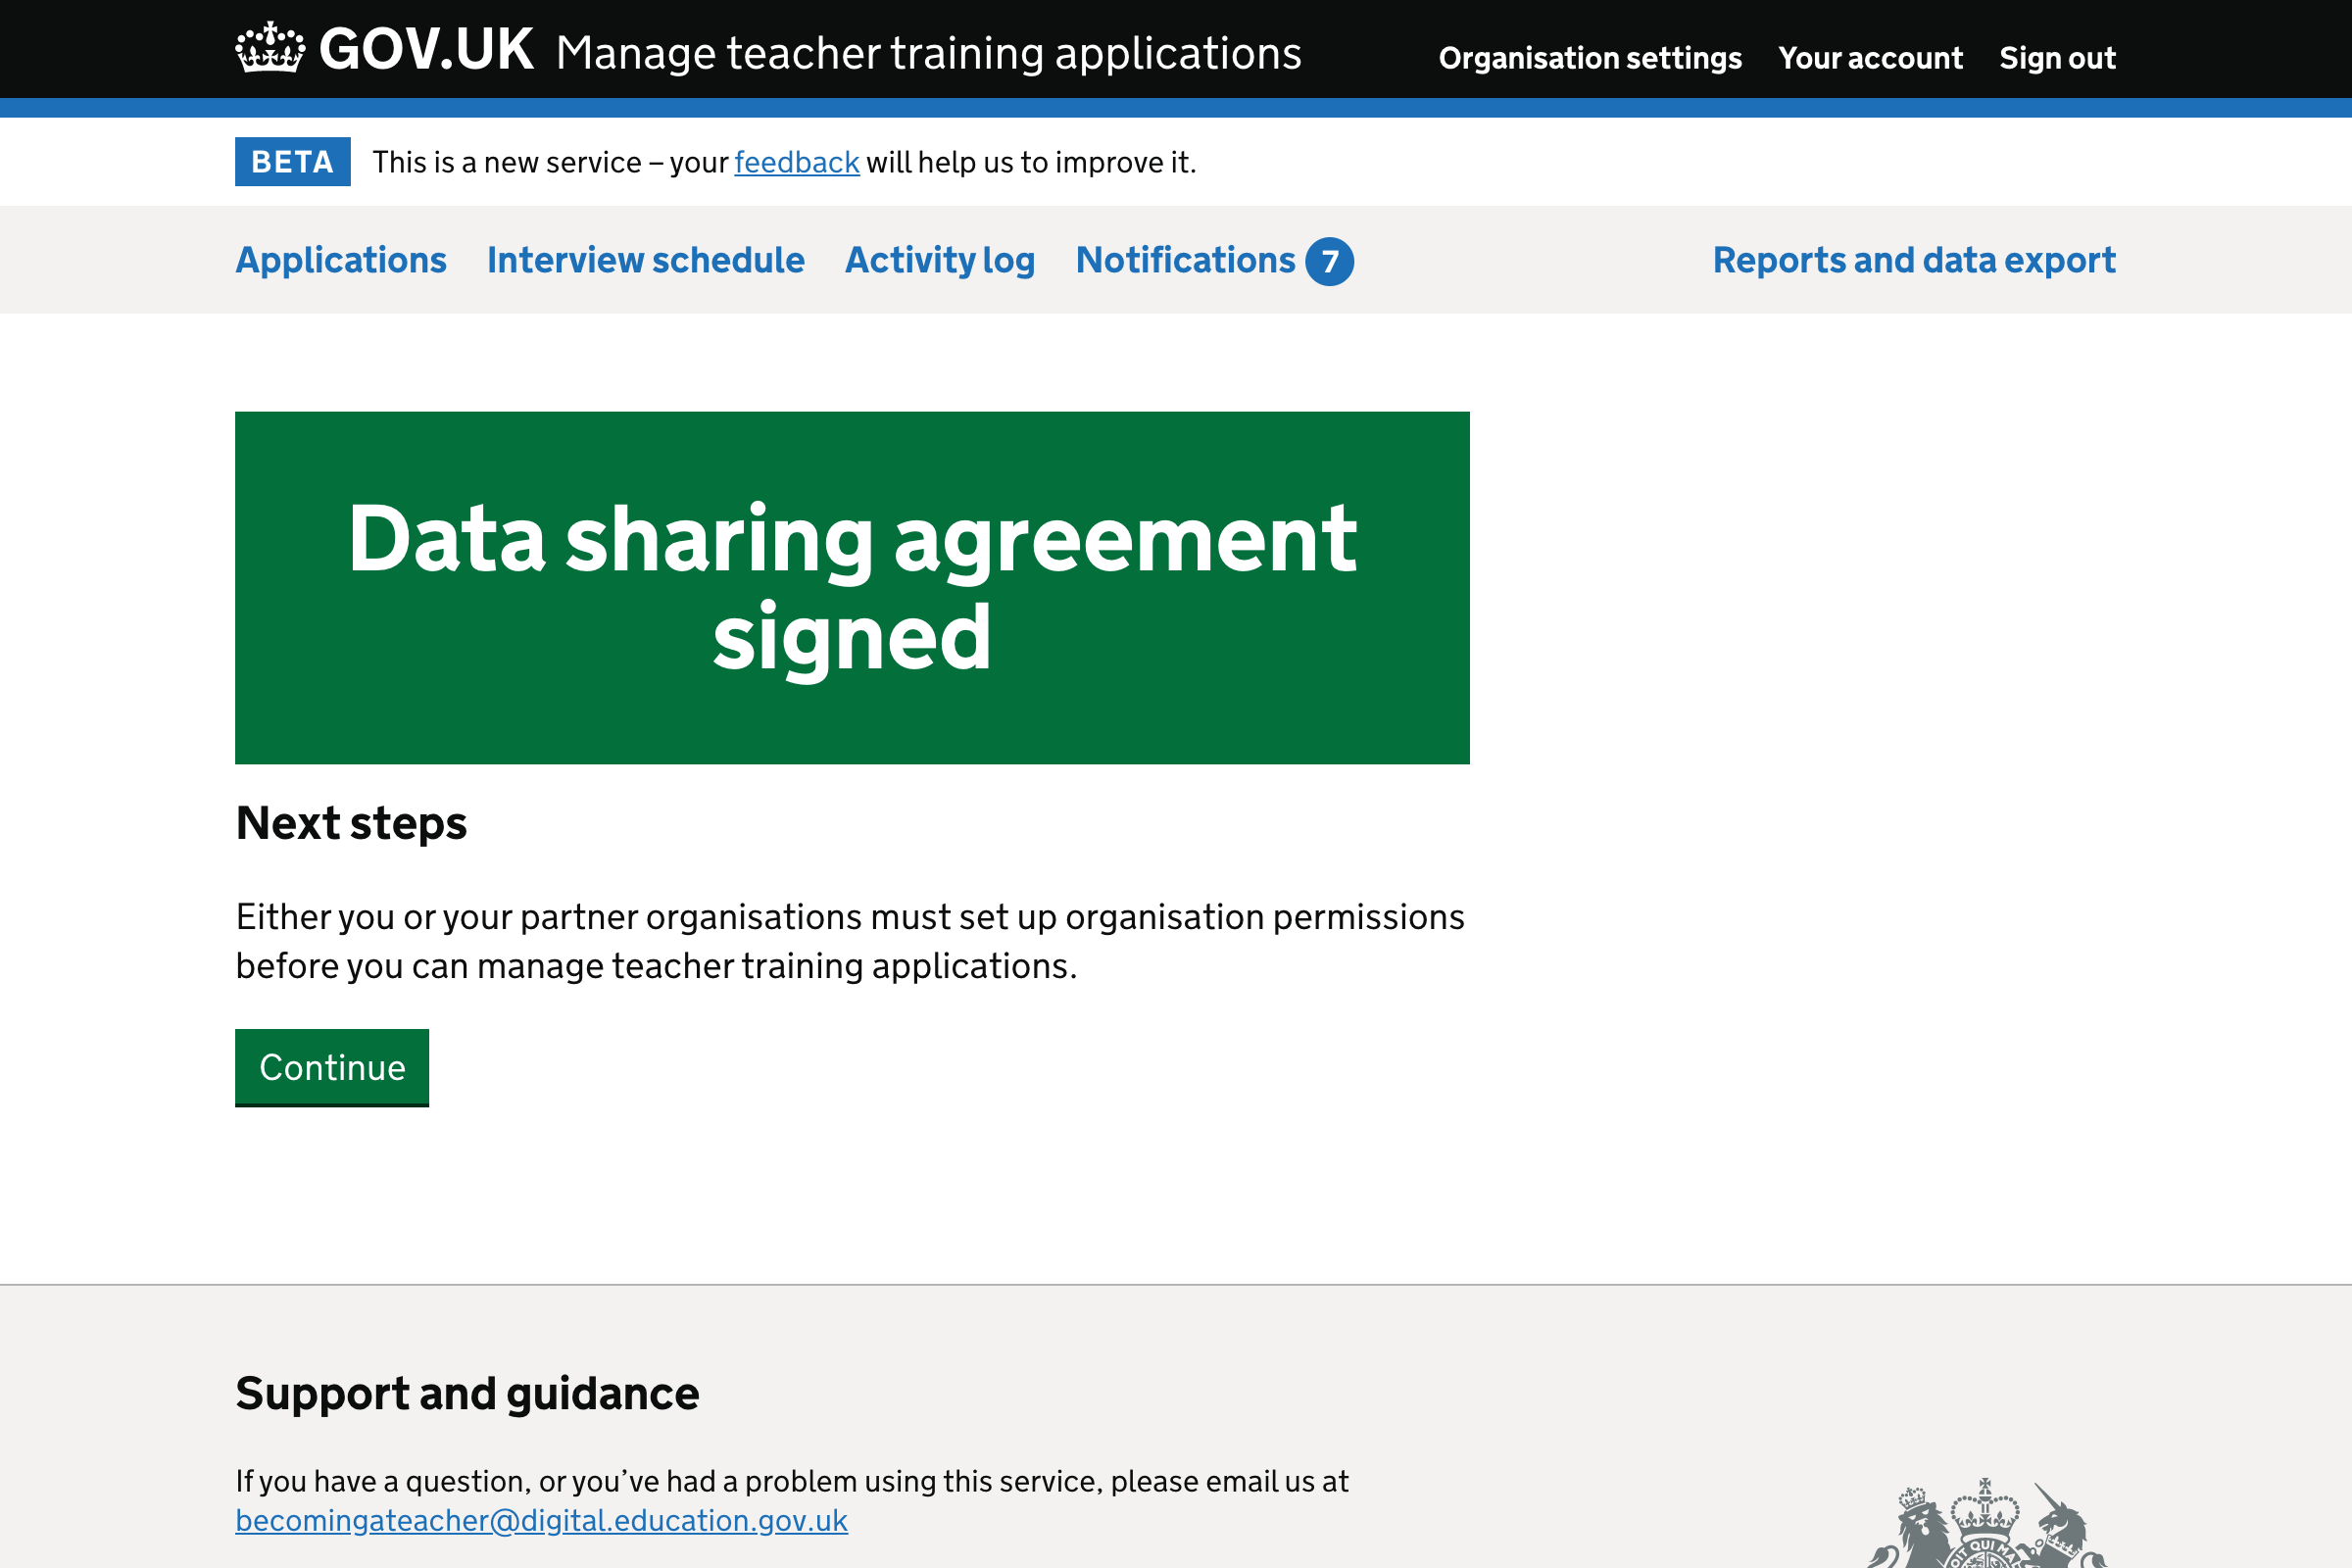 GOV.UK Manage teacher training applications Organisation settings Your account Sign out
BETA This is a new service – your feedback will help us to improve it.
Applications Interview schedule Activity log Notifications 7 Reports and data export
Data sharing agreement
signed
Next steps
Either you or your partner organisations must set up organisation permissions
before you can manage teacher training applications.
Continue
Support and guidance
If you have a question, or you’ve had a problem using this service, please email us at
becomingateacher@digital.education.gov.uk